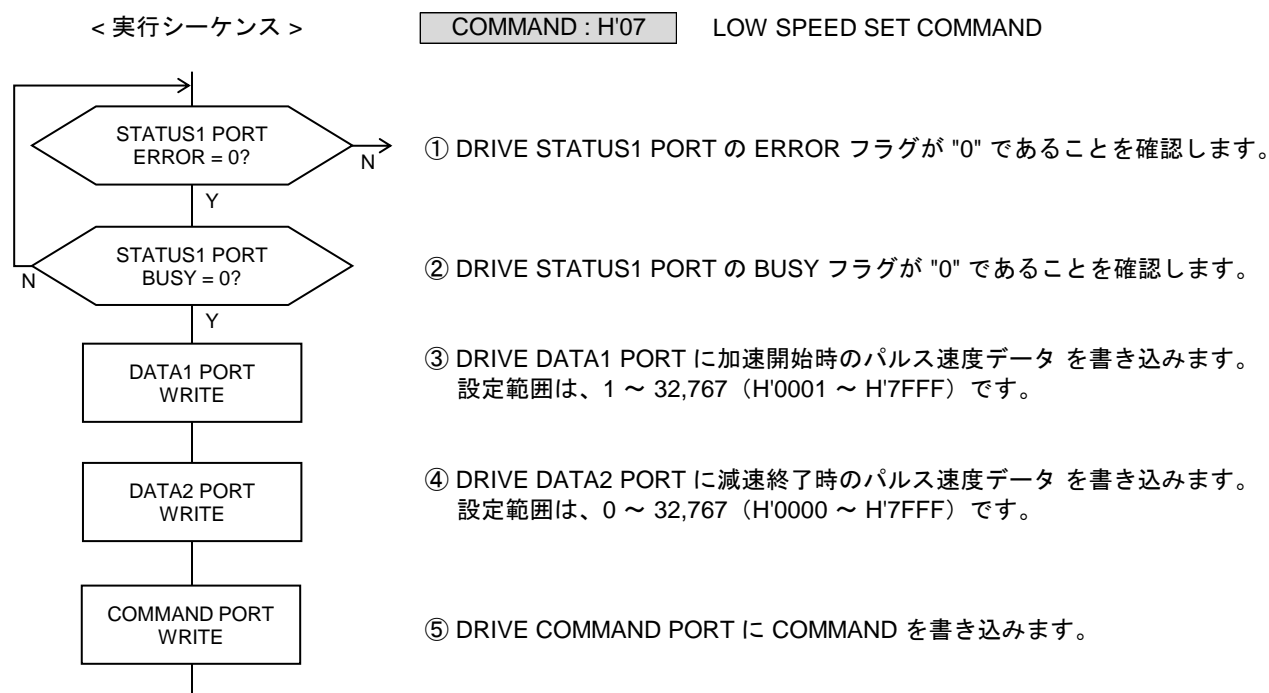 < 実行シーケンス >
COMMAND : H'07
LOW SPEED SET COMMAND
STATUS1 PORT
ERROR = 0?
N
Y
① DRIVE STATUS1 PORT の ERROR フラグが "0" であることを確認します。
STATUS1 PORT
BUSY = 0?
N
Y
② DRIVE STATUS1 PORT の BUSY フラグが "0" であることを確認します。
DATA1 PORT
WRITE
③ DRIVE DATA1 PORT に加速開始時のパルス速度データ を書き込みます。
設定範囲は、1 ～ 32,767（H'0001 ～ H'7FFF）です。
DATA2 PORT
WRITE
④ DRIVE DATA2 PORT に減速終了時のパルス速度データ を書き込みます。
設定範囲は、0 ～ 32,767（H'0000 ～ H'7FFF）です。
COMMAND PORT
WRITE
⑤ DRIVE COMMAND PORT に COMMAND を書き込みます。